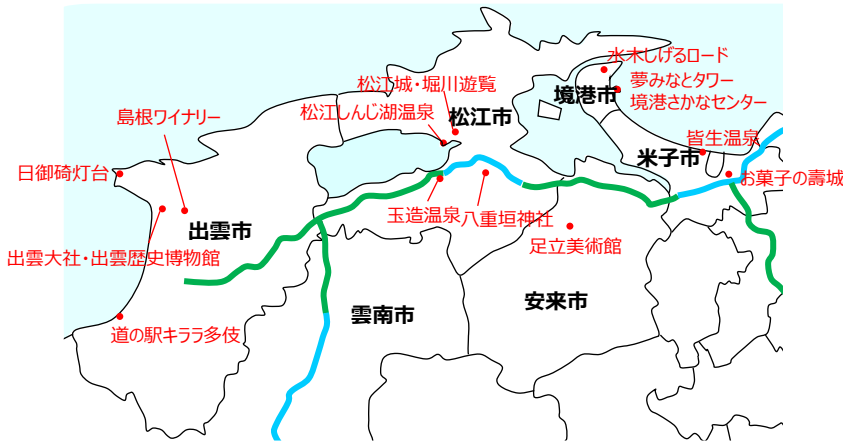 水木しげるロード
夢みなとタワー
境港さかなセンター
境港市
松江城・堀川遊覧
松江しんじ湖温泉
松江市
島根ワイナリー
皆生温泉
米子市
日御碕灯台
お菓子の壽城
玉造温泉
八重垣神社
出雲市
足立美術館
出雲大社・出雲歴史博物館
安来市
雲南市
道の駅キララ多伎